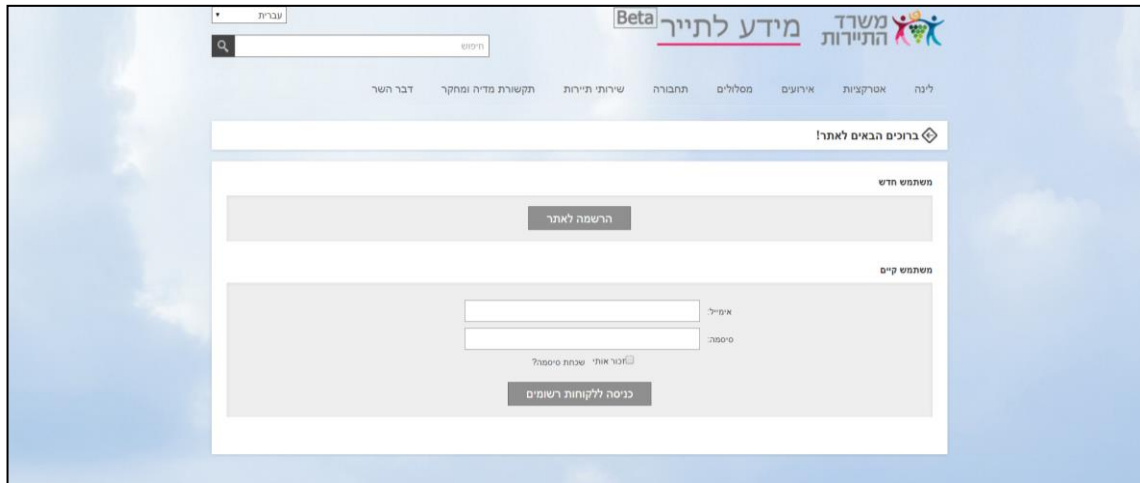 משרד
התיירות
מידע לתייר Beta
עברית
חיפוש
לינה אטרקציות אירועים מסלולים תחבורה שירותי תיירות תקשורת מדיה ומחקר דבר השר
ברוכים הבאים לאתר!
משתמש חדש
הרשמה לאתר
משתמש קיים
אימייל:
סיסמה:
זכור אותי שכחת סיסמה?
כניסה ללקוחות רשומים